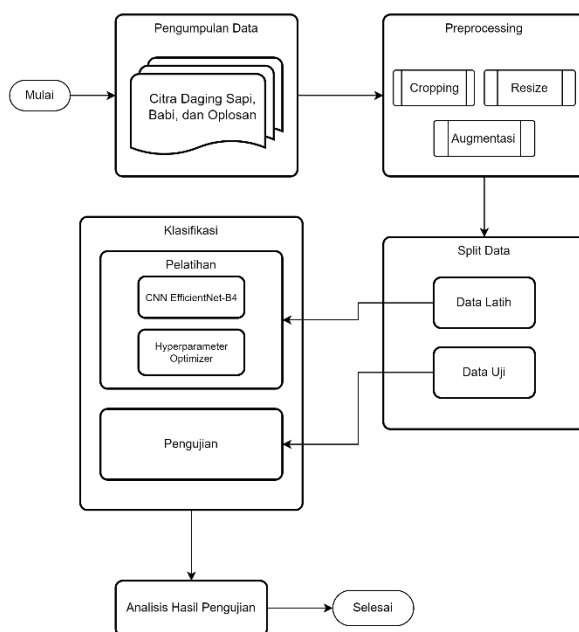 Mulai
Pengumpulan Data
Citra Daging Sapi,
Babi, dan Oplosan
Preprocessing
Cropping
Resize
Augmentasi
Split Data
Data Latih
Data Uji
Klasifikasi
Pelatihan
CNN EfficientNet-B4
Hyperparameter
Optimizer
Pengujian
Analisis Hasil Pengujian
Selesai